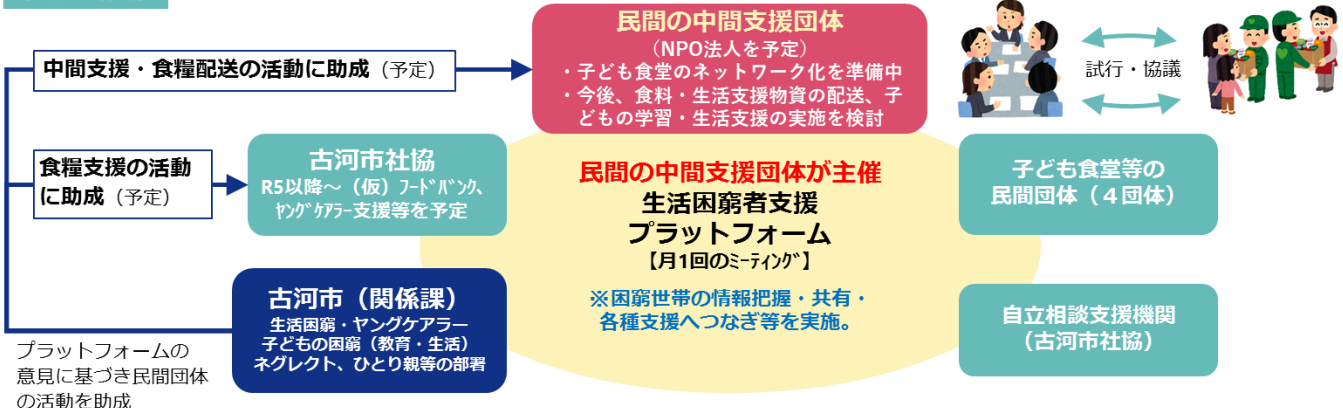 民間の中間支援団体
(NPO法人を予定)
・子ども食堂のネットワーク化を準備中
・今後、食料・生活支援物資の配送、子
どもの学習・生活支援の実施を検討
中間支援・食糧配送の活動に助成(予定)
試行・協議
食糧支援の活動
に助成(予定)
古河市社協
R5以降~(仮)フードバンク、
ヤングケアラー支援等を予定
民間の中間支援団体が主催
生活困窮者支援
プラットフォーム
【月1回のミーティング】
※困窮世帯の情報把握・共有・
各種支援へつなぎ等を実施。
子ども食堂等の
民間団体(4団体)
古河市(関係課)
生活困窮・ヤングケアラー
子どもの困窮(教育・生活)
ネグレクト、ひとり親等の部署
自立相談支援機関
(古河市社協)
プラットフォームの
意見に基づき民間団体
の活動を助成